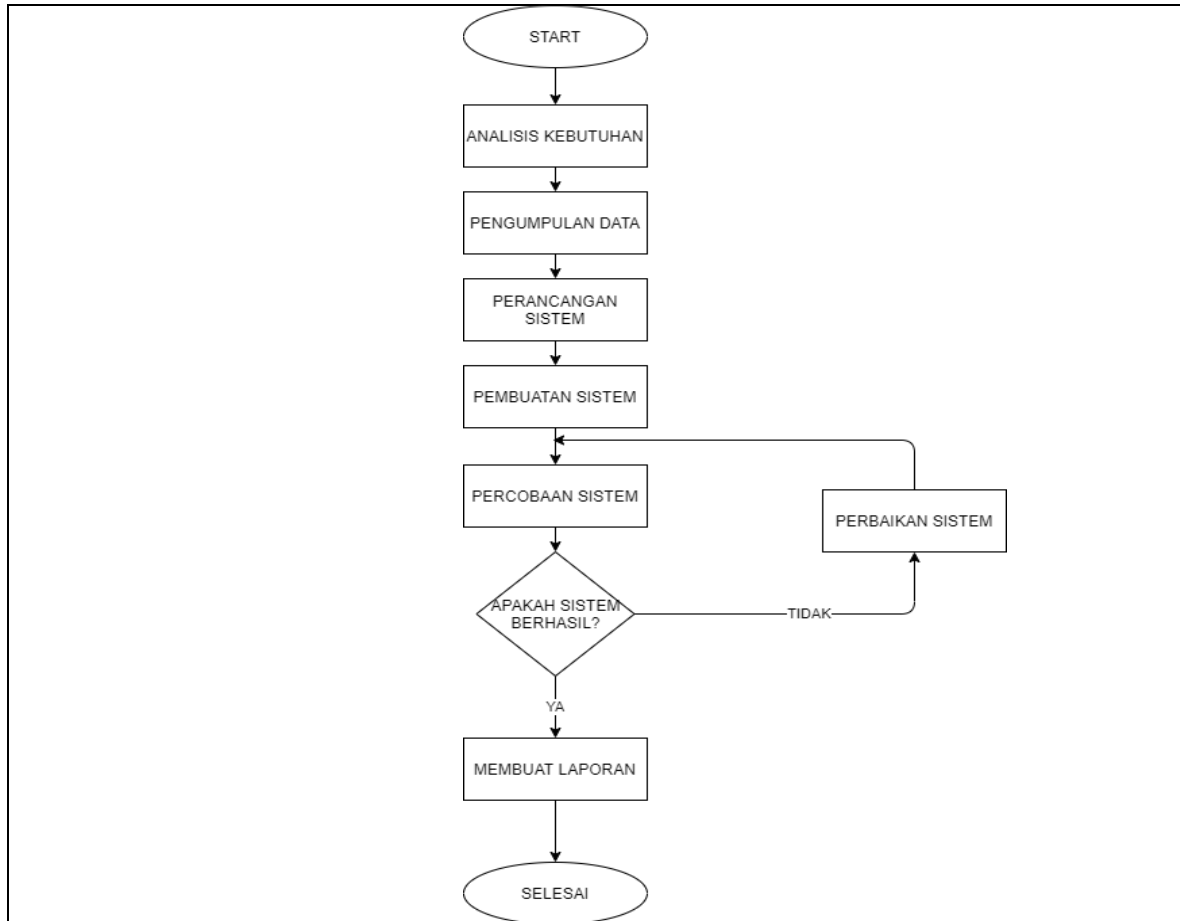 START
ANALISIS KEBUTUHAN
PENGUMPULAN DATA
PERANCANGAN
SISTEM
PEMBUATAN SISTEM
PERCOBAAN SISTEM
PERBAIKAN SISTEM
APAKAH SISTEM
BERHASIL?
TIDAK
YA
MEMBUAT LAPORAN
SELESAI